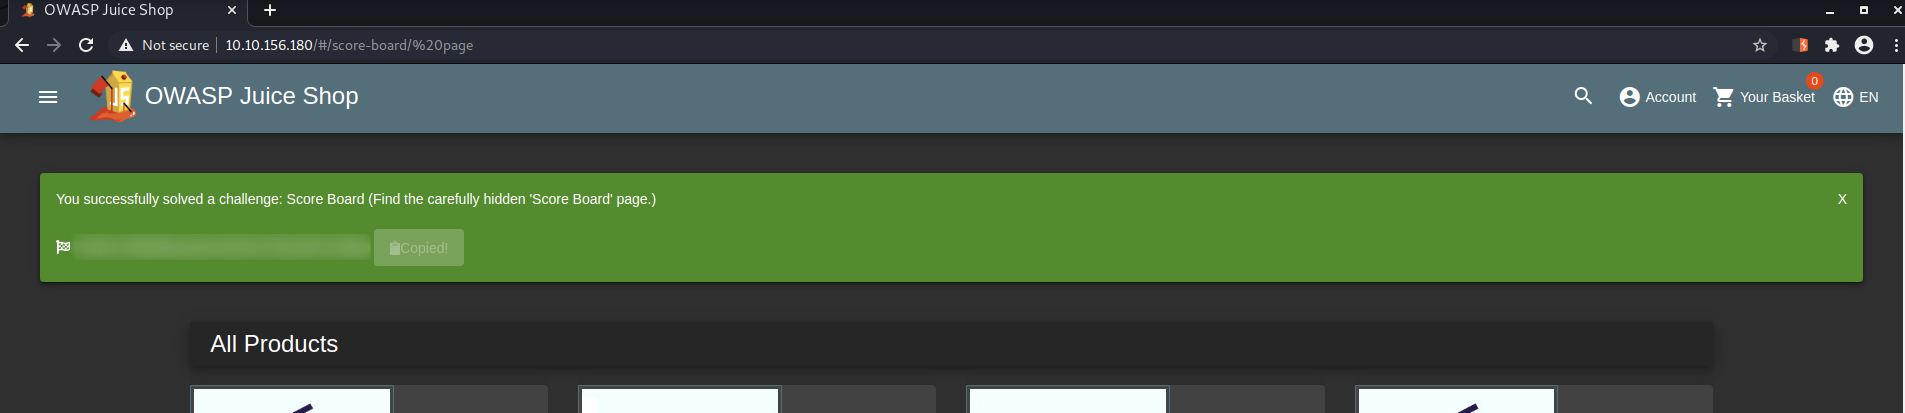 OWASP Juice Shop
Not secure 10.10.156.180/#/score-board/%20page
OWASP Juice Shop
Account
0
Your Basket
EN
You successfully solved a challenge: Score Board (Find the carefully hidden 'Score Board' page.)
X
Copied!
All Products